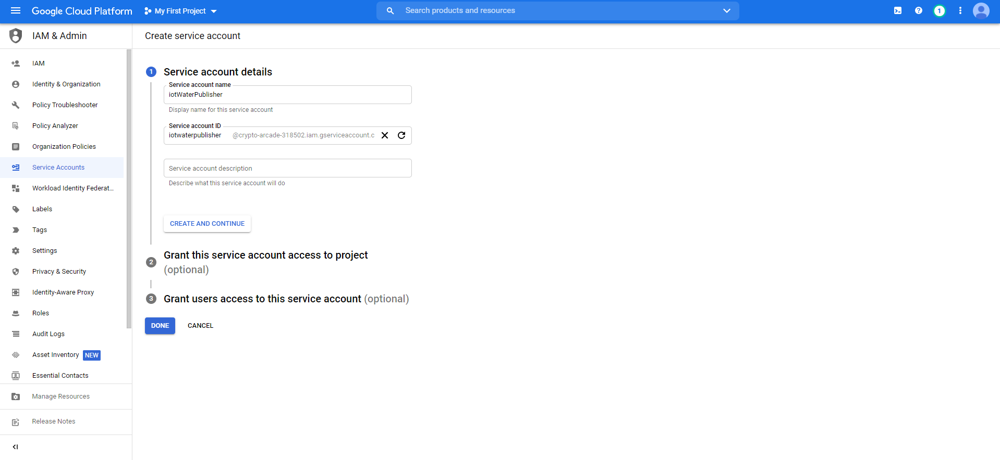 Google Cloud Platform
My First Project
Search products and resources
1
IAM & Admin
Create service account
IAM
Identity & Organization
Policy Troubleshooter
Policy Analyzer
Organization Policies
Service Accounts
Workload Identity Federat...
Labels
Tags
Settings
Privacy & Security
Identity-Aware Proxy
Roles
Audit Logs
Asset Inventory NEW
Essential Contacts
Manage Resources
Release Notes
1 Service account details
Service account name
iotWaterPublisher
Display name for this service account
Service account ID
iotwaterpublisher @crypto-arcade-318502.iam.gserviceaccount.c
Service account description
Describe what this service account will do
CREATE AND CONTINUE
2 Grant this service account access to project
(optional)
3 Grant users access to this service account (optional)
DONE CANCEL